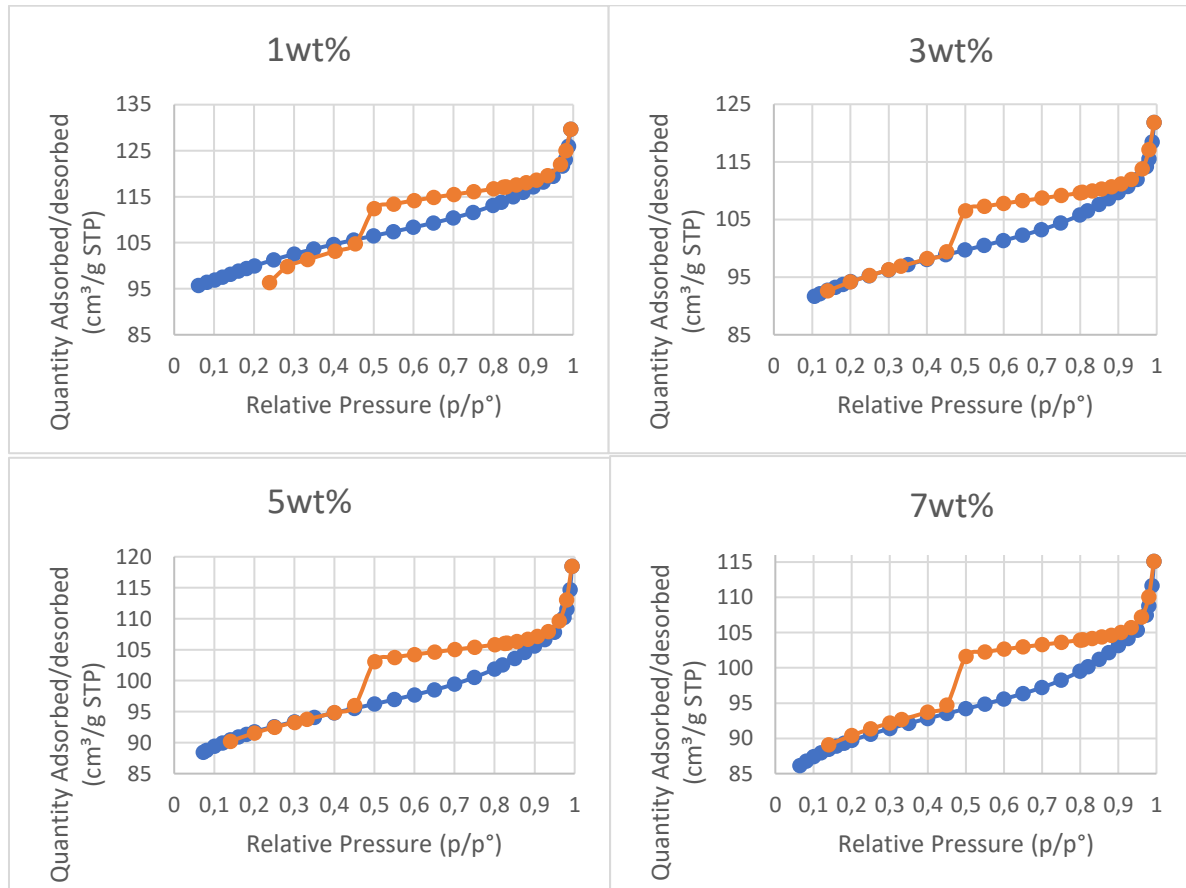 1wt%
Quantity Adsorbed/desorbed
(cm³/g STP)
135
125
115
105
95
85
0 0,1 0,2 0,3 0,4 0,5 0,6 0,7 0,8 0,9 1
Relative Pressure (p/p°)
3wt%
Quantity Adsorbed/desorbed
(cm³/g STP)
125
115
105
95
85
0 0,1 0,2 0,3 0,4 0,5 0,6 0,7 0,8 0,9 1
Relative Pressure (p/p°)
5wt%
Quantity Adsorbed/desorbed
(cm³/g STP)
120
115
110
105
100
95
90
85
0 0,1 0,2 0,3 0,4 0,5 0,6 0,7 0,8 0,9 1
Relative Pressure (p/p°)
7wt%
Quantity Adsorbed/desorbed
(cm³/g STP)
115
110
105
100
95
90
85
0 0,1 0,2 0,3 0,4 0,5 0,6 0,7 0,8 0,9 1
Relative Pressure (p/p°)